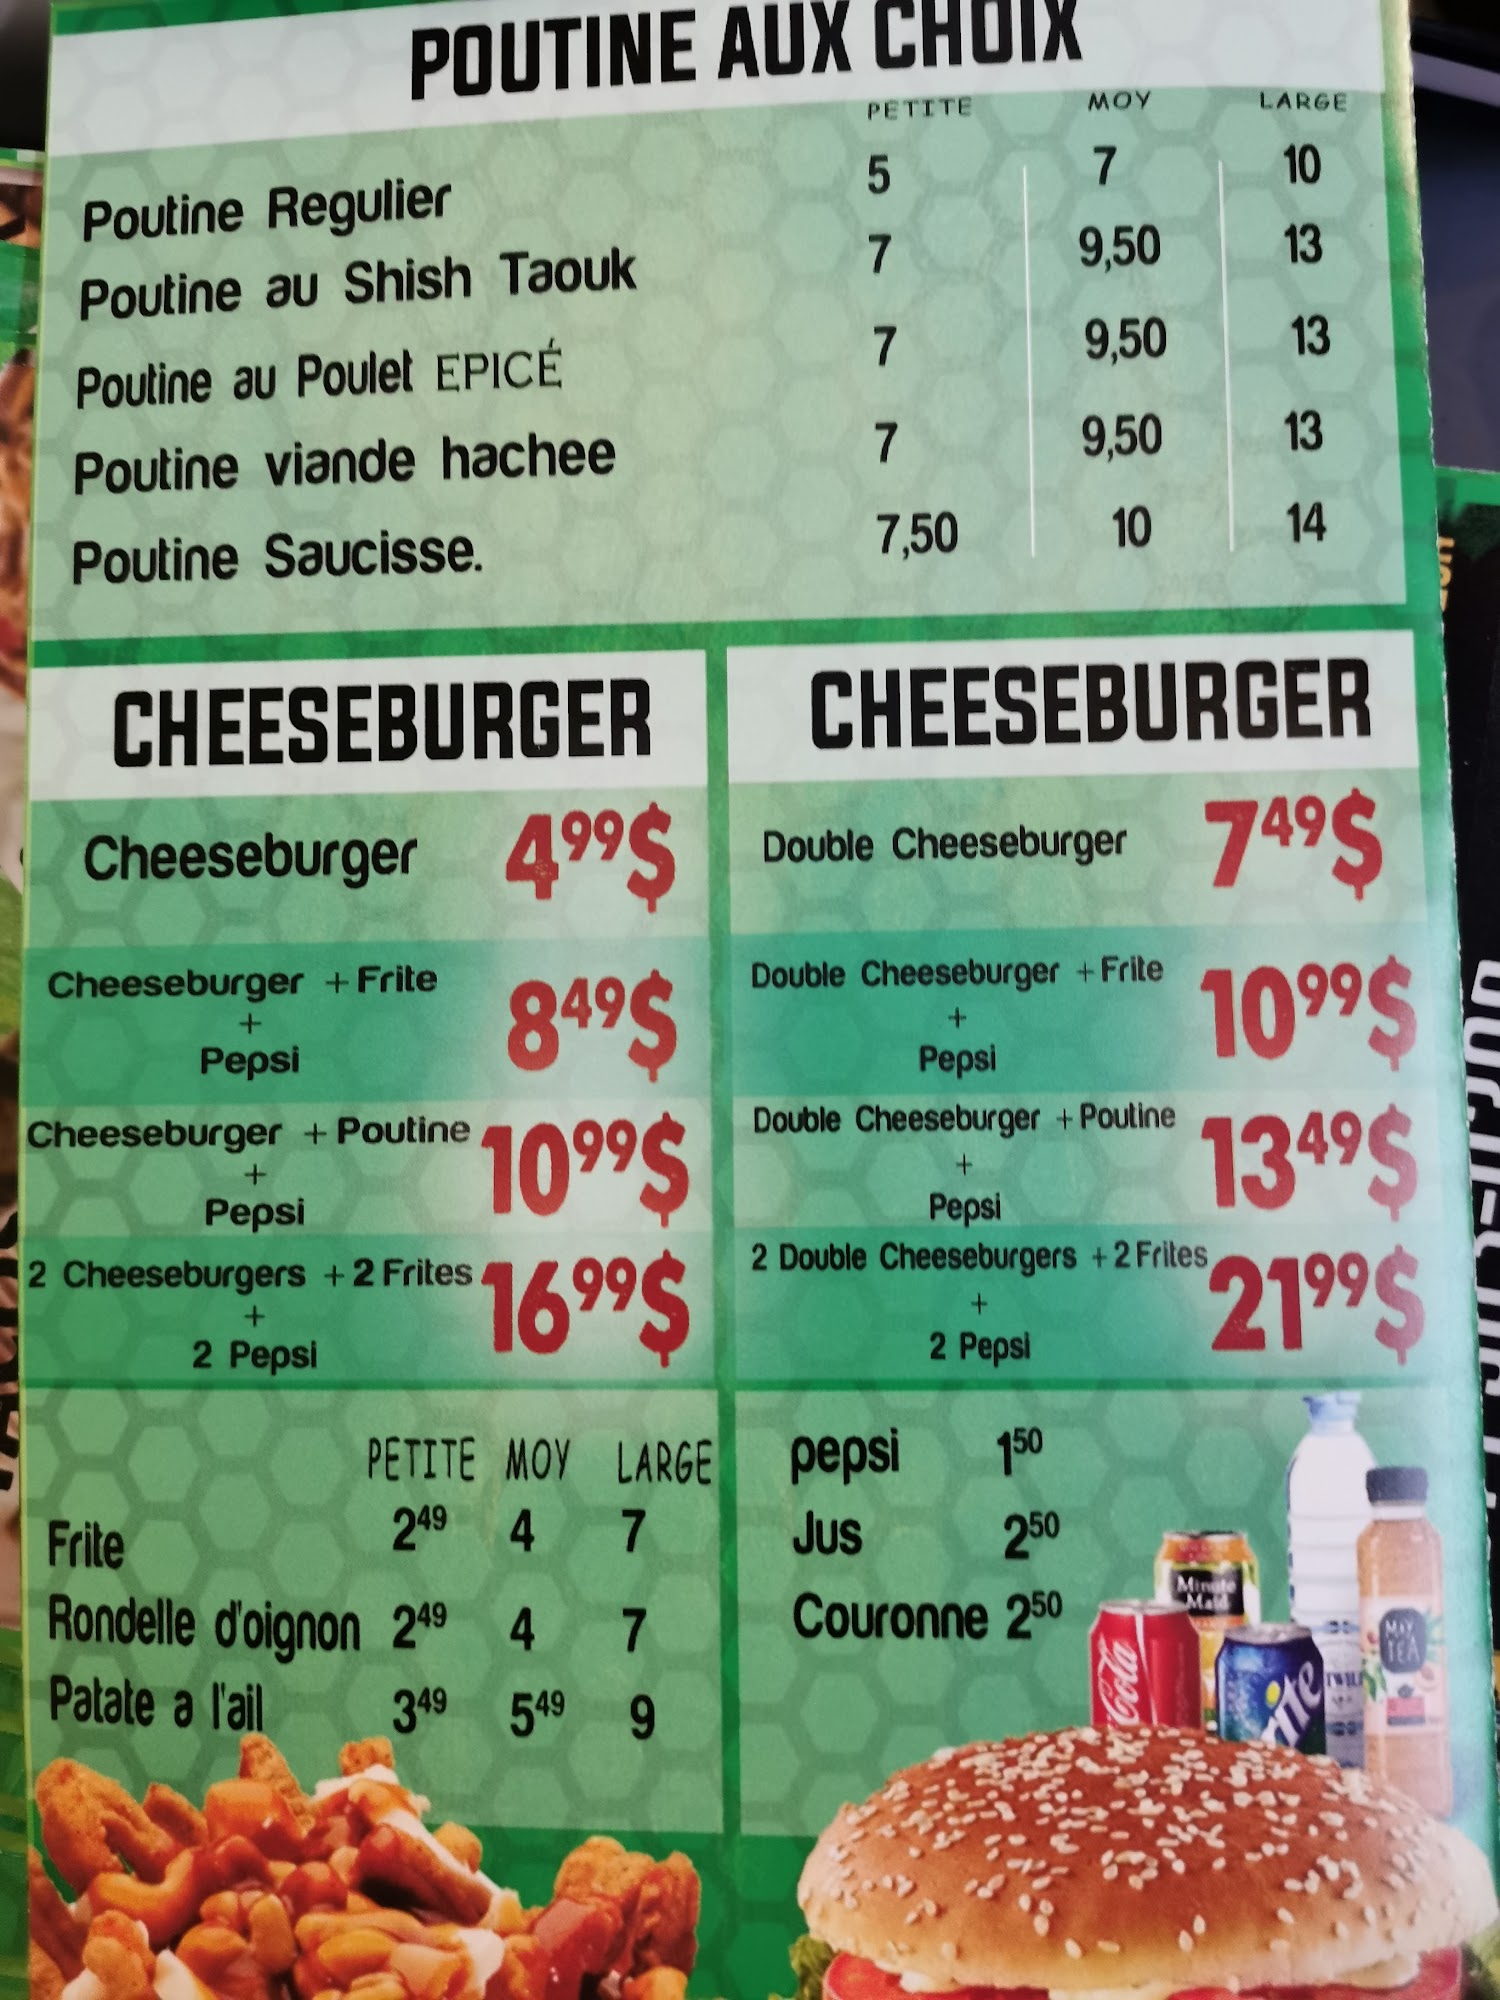 POUTINE AUX CHOIX
PETITE MOY LARGE
Poutine Regulier 5 7 10
Poutine au Shish Taouk 7 9,50 13
Poutine au Poulet EPICÉ 7 9,50 13
Poutine viande hachee 7 9,50 13
Poutine Saucisse. 7,50 10 14
CHEESEBURGER
Cheeseburger 499$
Cheeseburger + Frite
+
Pepsi
849$
Cheeseburger + Poutine
+
Pepsi
1099$
2 Cheeseburgers + 2 Frites
+
2 Pepsi
1699$
CHEESEBURGER
Double Cheeseburger 749$
Double Cheeseburger + Frite
+
Pepsi
1099$
Double Cheeseburger + Poutine
+
Pepsi
1349$
2 Double Cheeseburgers + 2 Frites
+
2 Pepsi
2199$
PETITE MOY LARGE
Frite 249 4 7
Rondelle d'oignon 249 4 7
Patate a l'ail 349 549 9
pepsi 150
Jus 250
Couronne 250
Minute
Maid
Cola
MAY
TEA